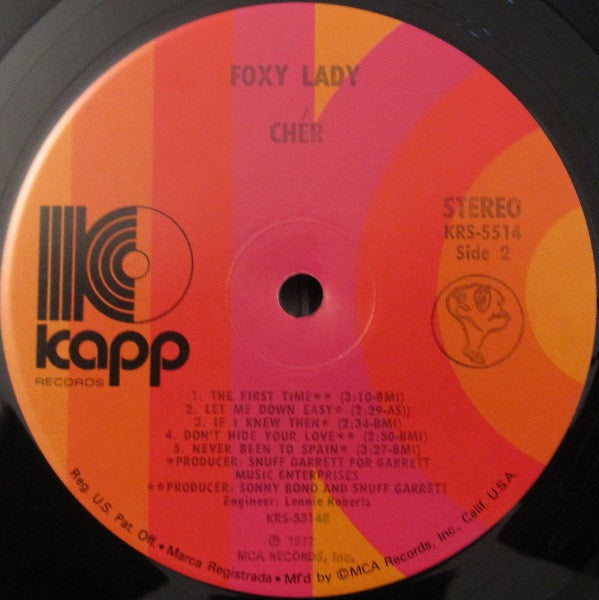 FOXY LADY
CHÉR
STEREO
KRS-5514
Side 2
kapp
RECORDS
1. THE FIRST TIME** (3:10-BMI)
2. LET ME DOWN EASY* (2:29-AS))
3. IF I KNEW THEN* (2:34-BMI)
4. DON'T HIDE YOUR LOVE** (2:50-BMI)
5. NEVER BEEN TO SPAIN* (3:27-BMI)
*PRODUCER: SNUFF GARRETT FOR GARRETT
MUSIC ENTERPRISES
**PRODUCER: SONNY BONO AND SNUFF GARRETT
Engineer: Lennie Roberts
KRS-5514B
℗ 1972
MCA RECORDS, Inc.
Reg. U.S. Pat. Off. • Marca Registrada • Mf'd by ©MCA Records, Inc., Calif. U.S.A